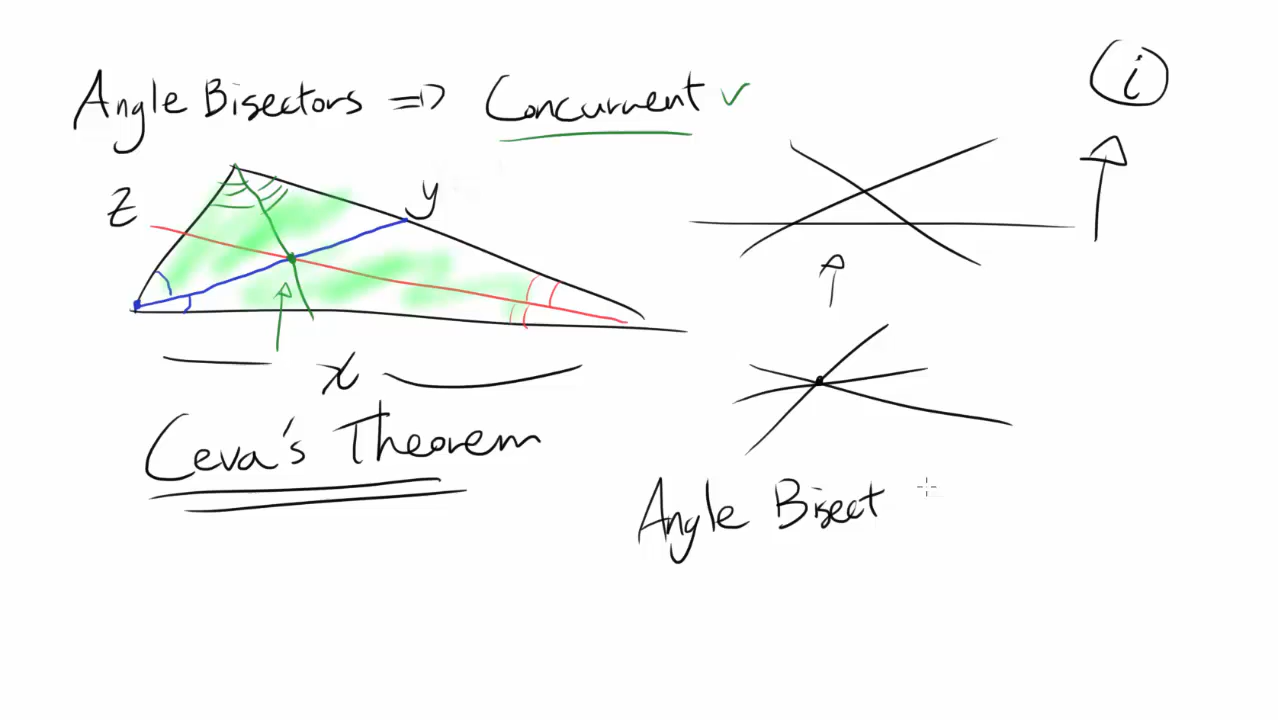 Angle Bisectors ⇒ Concurrent ✓
i
Z
y
x
Ceva's Theorem
Angle Bisect